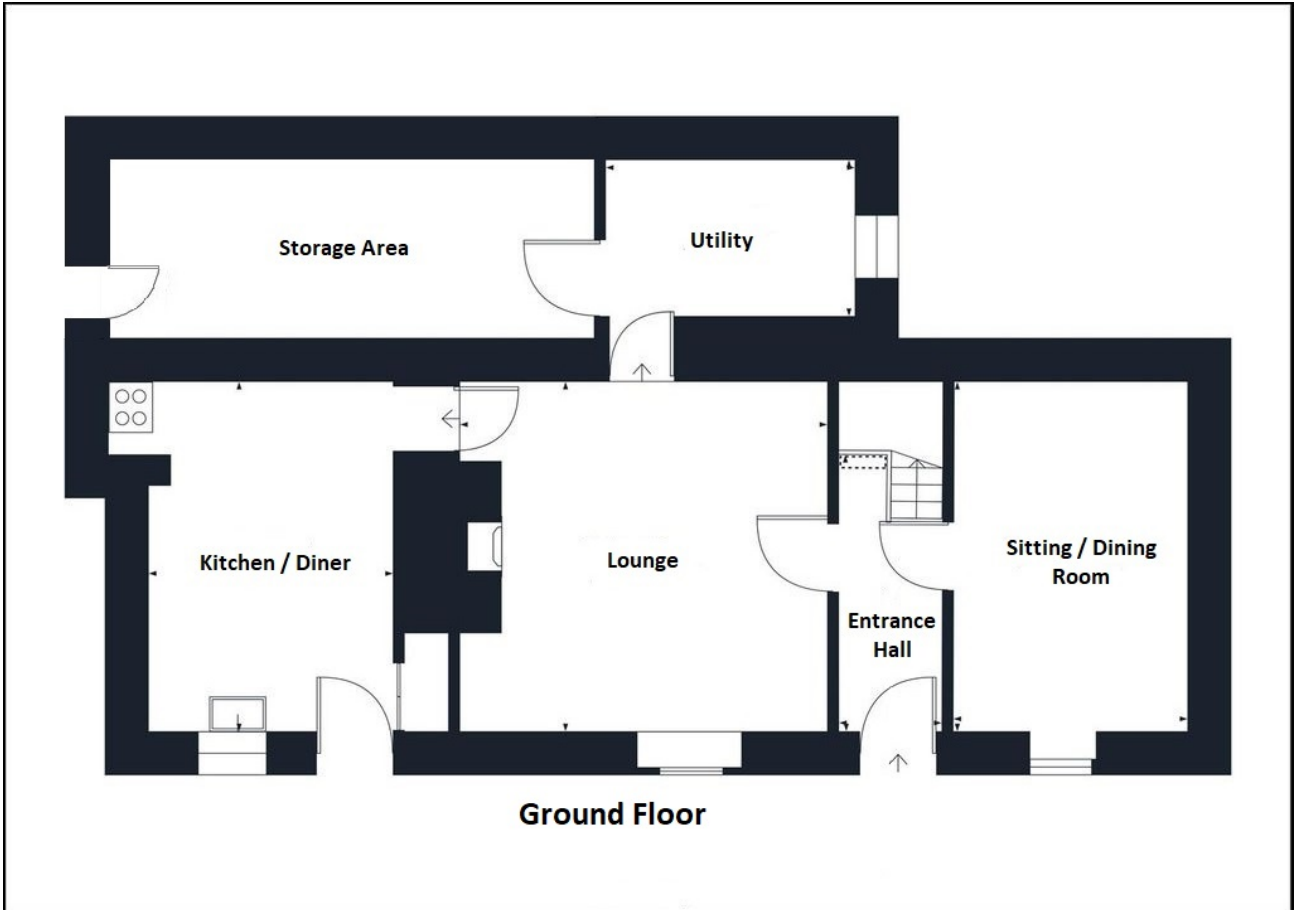 Storage Area
Utility
Kitchen / Diner
Lounge
Entrance
Hall
Sitting / Dining
Room
Ground Floor